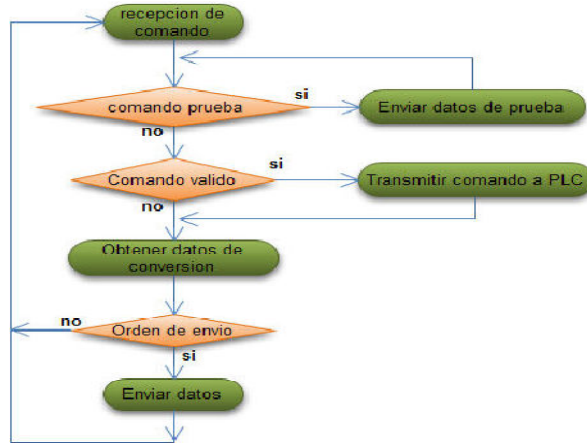 recepcion de
comando
comando prueba
si
Enviar datos de prueba
no
Comando valido
si
Transmitir comando a PLC
no
Obtener datos de
conversion
no
Orden de envio
si
Enviar datos